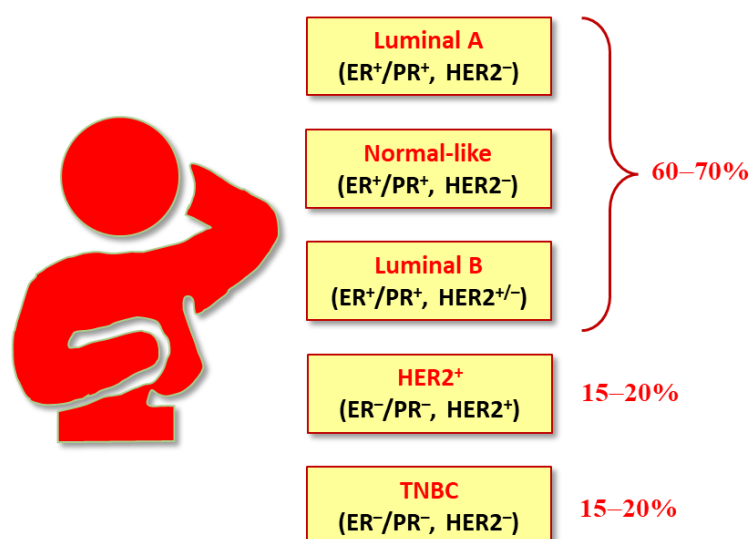 Luminal A
(ER⁺/PR⁺, HER2⁻)
Normal-like
(ER⁺/PR⁺, HER2⁻)
60–70%
Luminal B
(ER⁺/PR⁺, HER2⁺/⁻)
HER2⁺
(ER⁻/PR⁻, HER2⁺)
15–20%
TNBC
(ER⁻/PR⁻, HER2⁻)
15–20%